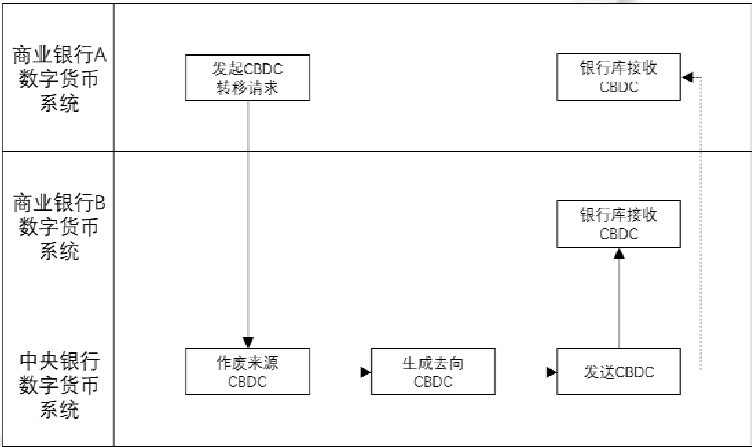 商业银行A
数字货币
系统
发起CBDC
转移请求
银行库接收
CBDC
商业银行B
数字货币
系统
银行库接收
CBDC
中央银行
数字货币
系统
作废来源
CBDC
生成去向
CBDC
发送CBDC